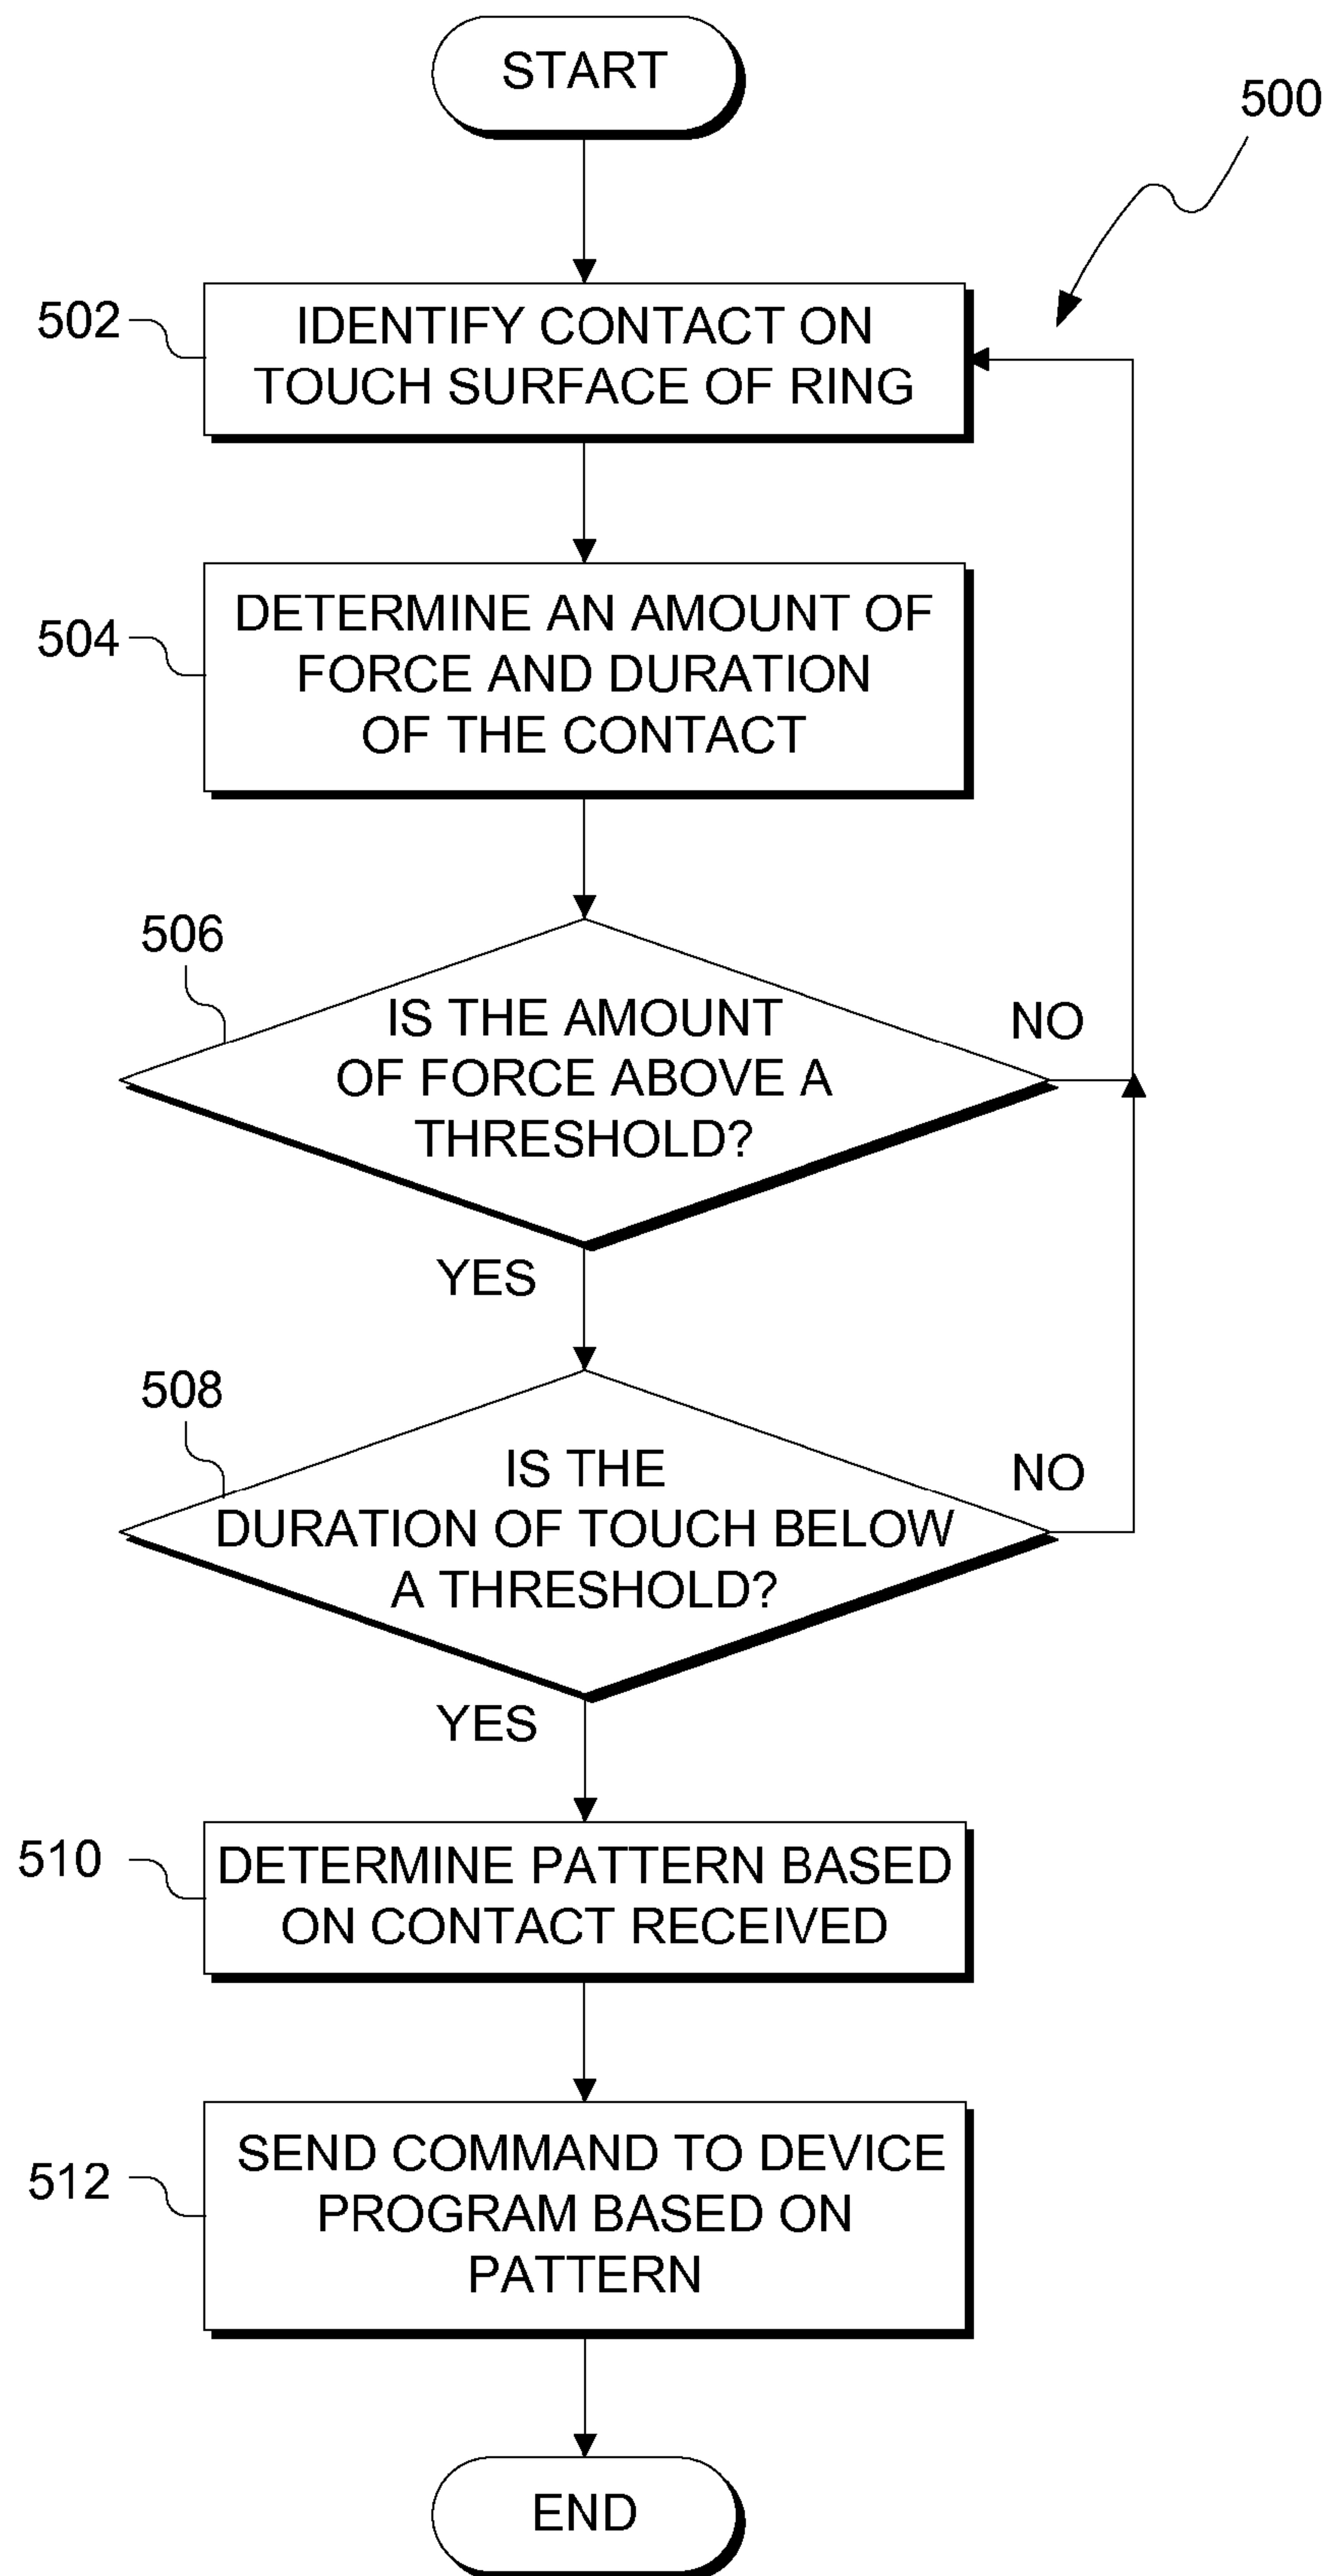 START
500
502
IDENTIFY CONTACT ON
TOUCH SURFACE OF RING
504
DETERMINE AN AMOUNT OF
FORCE AND DURATION
OF THE CONTACT
506
IS THE AMOUNT
OF FORCE ABOVE A
THRESHOLD?
NO
YES
508
IS THE
DURATION OF TOUCH BELOW
A THRESHOLD?
NO
YES
510
DETERMINE PATTERN BASED
ON CONTACT RECEIVED
512
SEND COMMAND TO DEVICE
PROGRAM BASED ON
PATTERN
END